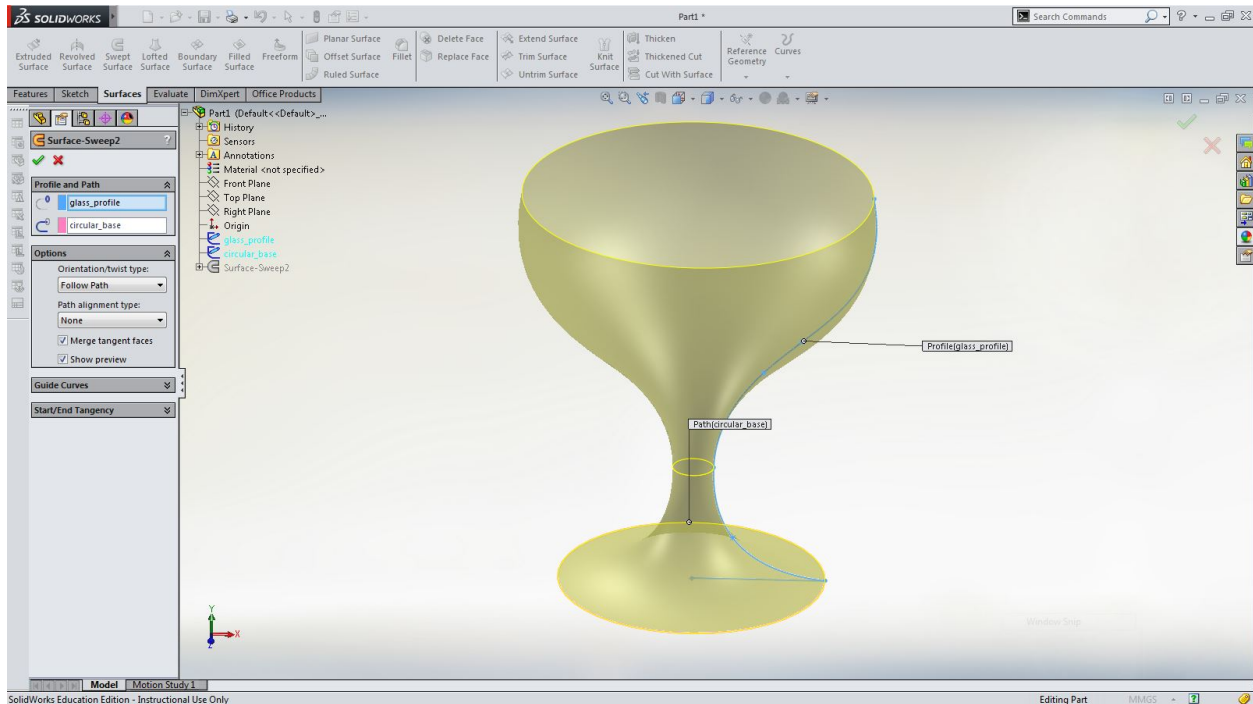 SOLIDWORKS
Part1 *
Search Commands
Extruded Surface
Revolved Surface
Swept Surface
Lofted Surface
Boundary Surface
Filled Surface
Freeform
Planar Surface
Offset Surface
Ruled Surface
Fillet
Delete Face
Replace Face
Extend Surface
Trim Surface
Untrim Surface
Knit Surface
Thicken
Thickened Cut
Cut With Surface
Reference Geometry
Curves
Features Sketch Surfaces Evaluate DimXpert Office Products
Surface-Sweep2 ?
Profile and Path
glass_profile
circular_base
Options
Orientation/twist type:
Follow Path
Path alignment type:
None
Merge tangent faces
Show preview
Guide Curves
Start/End Tangency
Part1 (Default<<Default>_...
History
Sensors
Annotations
Material <not specified>
Front Plane
Top Plane
Right Plane
Origin
glass_profile
circular_base
Surface-Sweep2
Profile(glass_profile)
Path(circular_base)
Y
X
Z
Window Snip
Model Motion Study 1
SolidWorks Education Edition - Instructional Use Only
Editing Part
MMGS